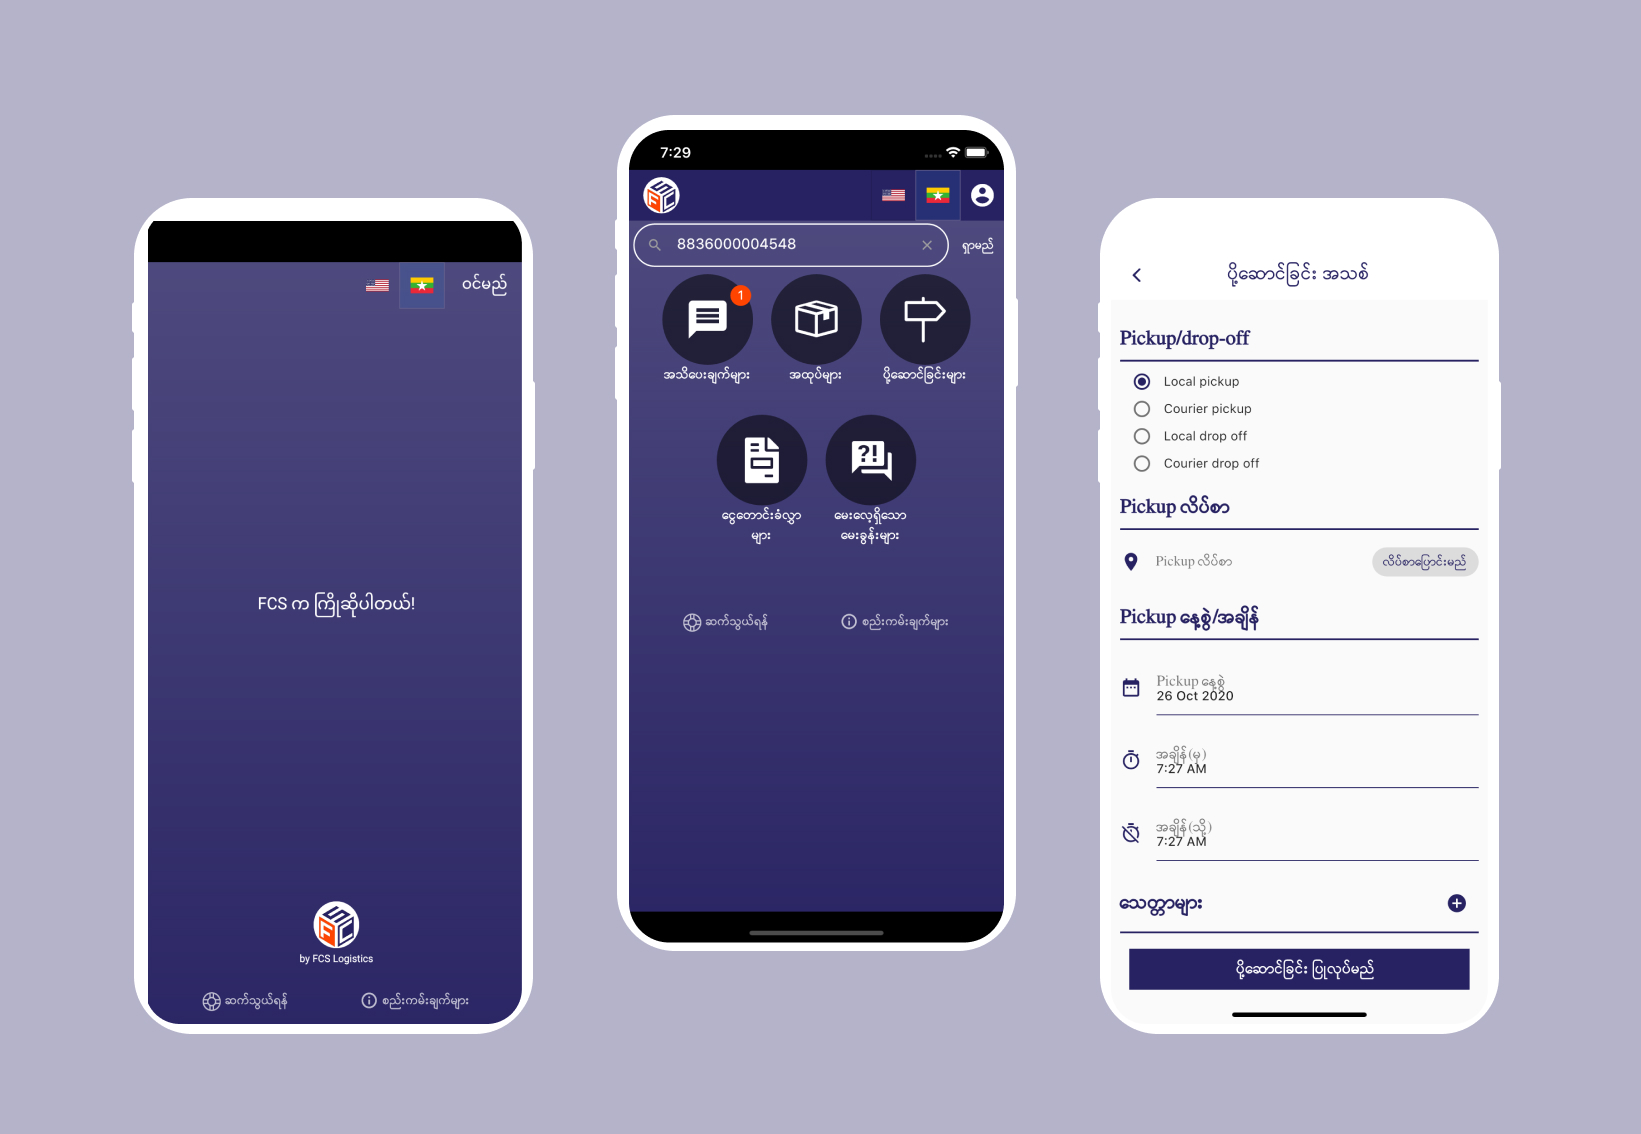 ဝင်မည်
FCS က ကြိုဆိုပါတယ်!
FCS
by FCS Logistics
ဆက်သွယ်ရန်
စည်းကမ်းချက်များ
7:29
FCS
8836000004548
ရှာမည်
1
အသိပေးချက်များ
အထုပ်များ
ပို့ဆောင်ခြင်းများ
?!
ငွေတောင်းခံလွှာ
များ
မေးလေ့ရှိသော
မေးခွန်းများ
ဆက်သွယ်ရန်
စည်းကမ်းချက်များ
ပို့ဆောင်ခြင်း အသစ်
Pickup/drop-off
Local pickup
Courier pickup
Local drop off
Courier drop off
Pickup လိပ်စာ
Pickup လိပ်စာ
လိပ်စာပြောင်းမည်
Pickup နေ့စွဲ/အချိန်
Pickup နေ့စွဲ
26 Oct 2020
အချိန်(မှ)
7:27 AM
အချိန်(သို့)
7:27 AM
သေတ္တာများ
ပို့ဆောင်ခြင်း ပြုလုပ်မည်